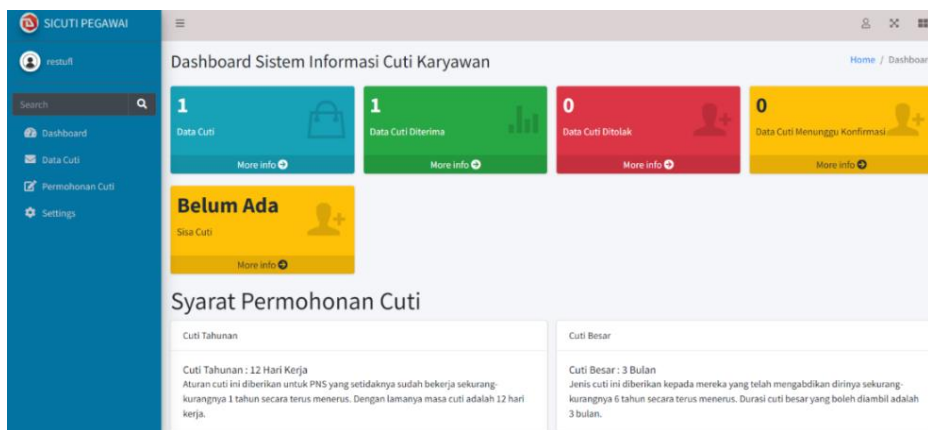 SICUTI PEGAWAI
restufl
Search
Dashboard
Data Cuti
Permohonan Cuti
Settings
Dashboard Sistem Informasi Cuti Karyawan
Home / Dashboar
1
Data Cuti
More info
1
Data Cuti Diterima
More info
0
Data Cuti Ditolak
More info
0
Data Cuti Menunggu Konfirmasi
More info
Belum Ada
Sisa Cuti
More info
Syarat Permohonan Cuti
Cuti Tahunan
Cuti Tahunan : 12 Hari Kerja
Aturan cuti ini diberikan untuk PNS yang setidaknya sudah bekerja sekurang-
kurangnya 1 tahun secara terus menerus. Dengan lamanya masa cuti adalah 12 hari
kerja.
Cuti Besar
Cuti Besar : 3 Bulan
Jenis cuti ini diberikan kepada mereka yang telah mengabdikan dirinya sekurang-
kurangnya 6 tahun secara terus menerus. Durasi cuti besar yang boleh diambil adalah
3 bulan.